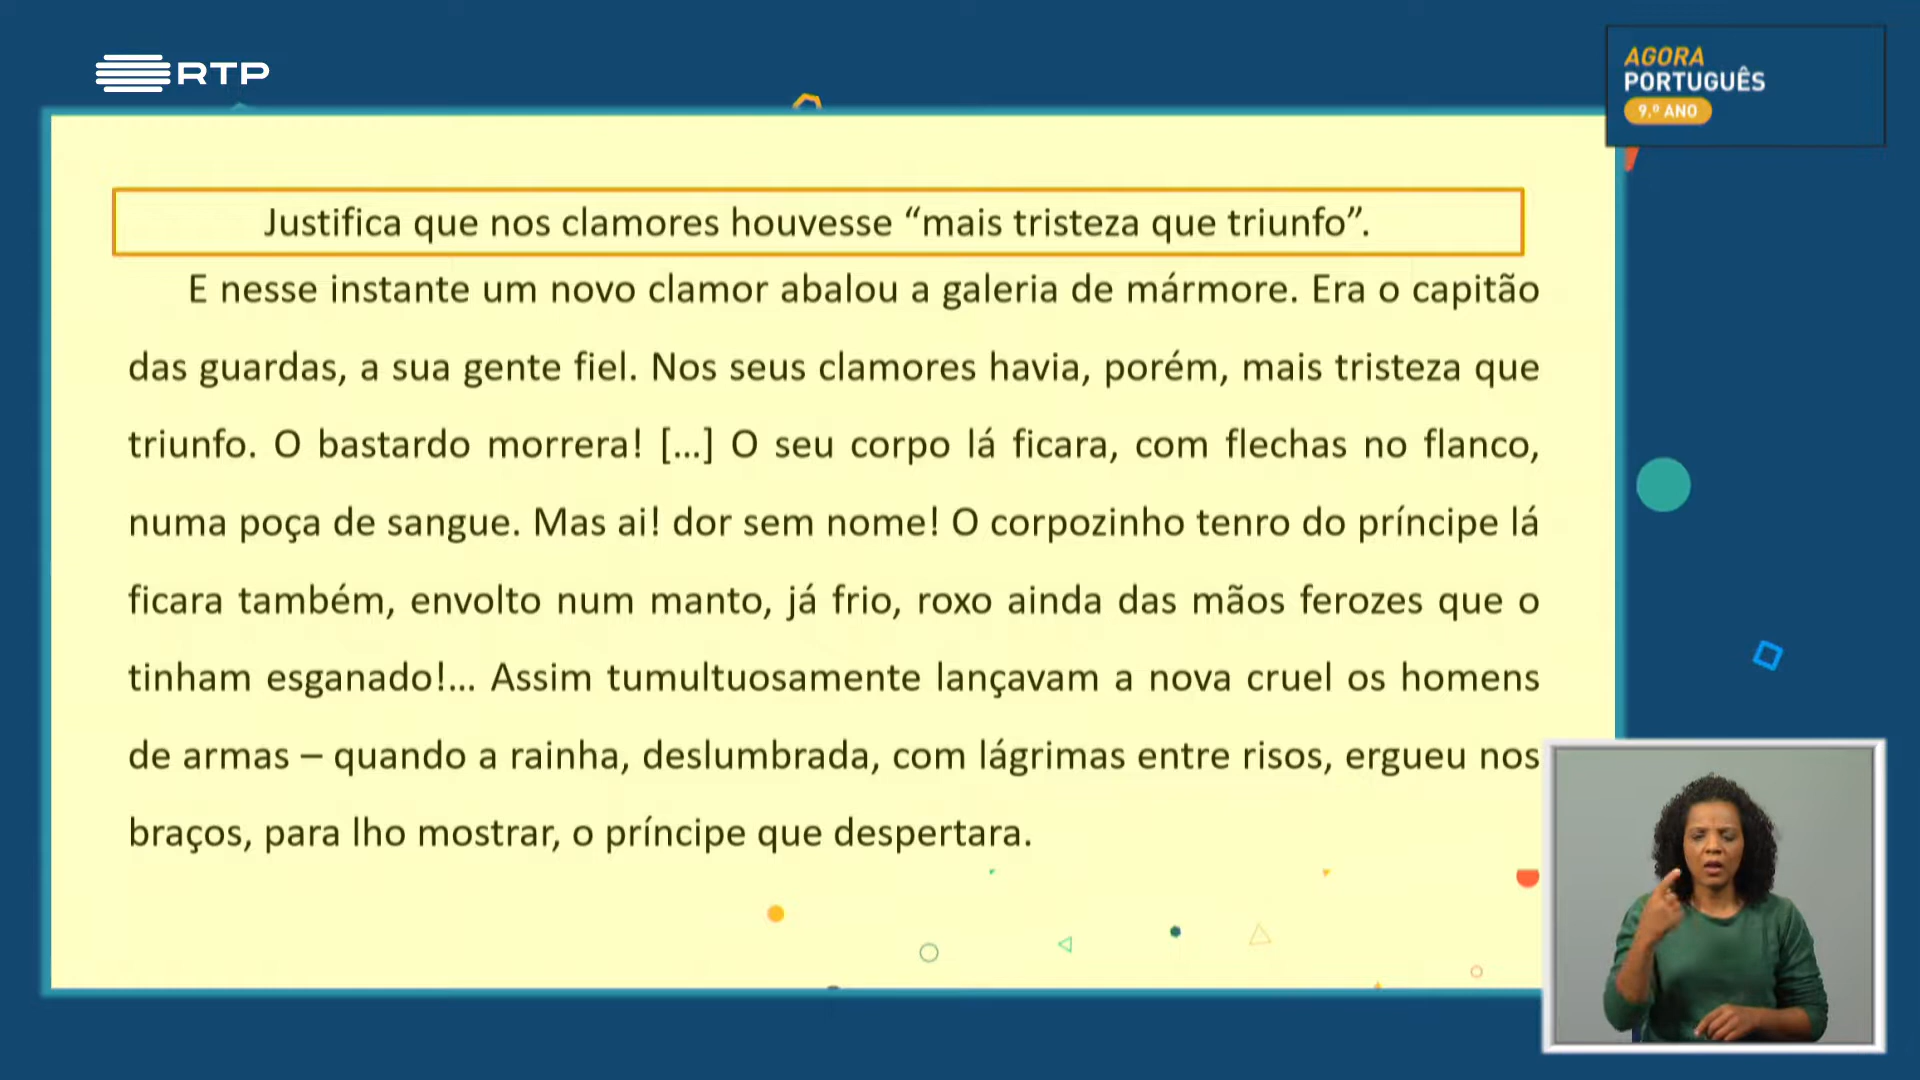 RTP
AGORA
PORTUGUÊS
9.º ANO
Justifica que nos clamores houvesse “mais tristeza que triunfo”.
E nesse instante um novo clamor abalou a galeria de mármore. Era o capitão
das guardas, a sua gente fiel. Nos seus clamores havia, porém, mais tristeza que
triunfo. O bastardo morrera! [...] O seu corpo lá ficara, com flechas no flanco,
numa poça de sangue. Mas ai! dor sem nome! O corpozinho tenro do príncipe lá
ficara também, envolto num manto, já frio, roxo ainda das mãos ferozes que o
tinham esganado!... Assim tumultuosamente lançavam a nova cruel os homens
de armas – quando a rainha, deslumbrada, com lágrimas entre risos, ergueu nos
braços, para lho mostrar, o príncipe que despertara.